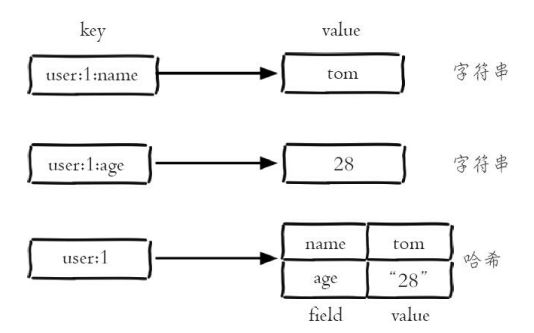 key value
user:1:name tom 字符串
user:1:age 28 字符串
name tom
user:1 哈希
age “28”
field value